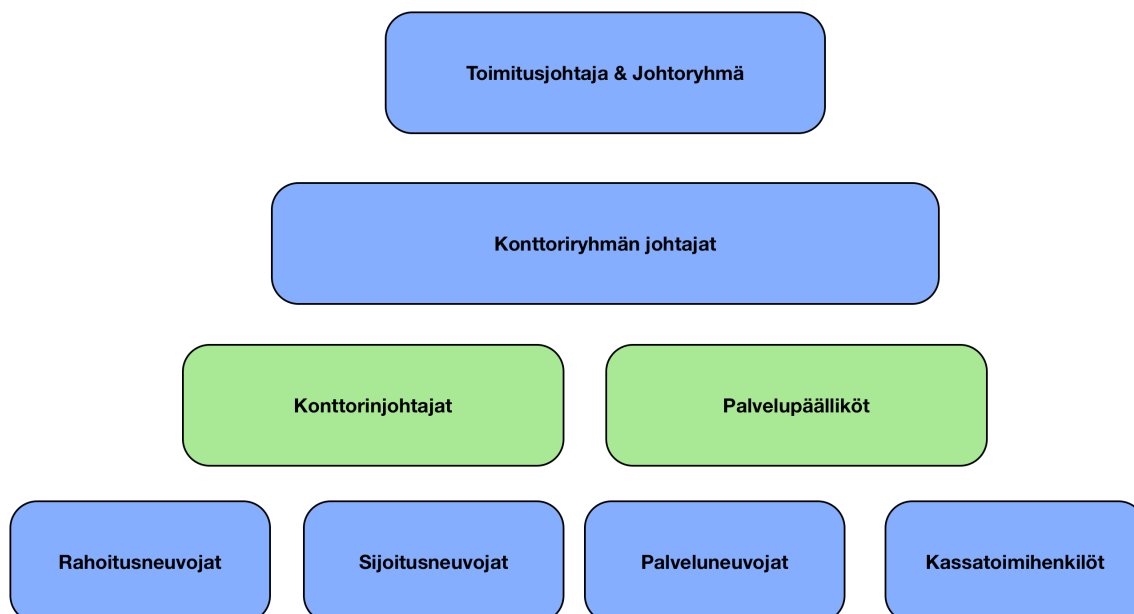 Toimitusjohtaja & Johtoryhmä
Konttoriryhmän johtajat
Konttorinjohtajat
Palvelupäälliköt
Rahoitusneuvojat
Sijoitusneuvojat
Palveluneuvojat
Kassatoimihenkilöt